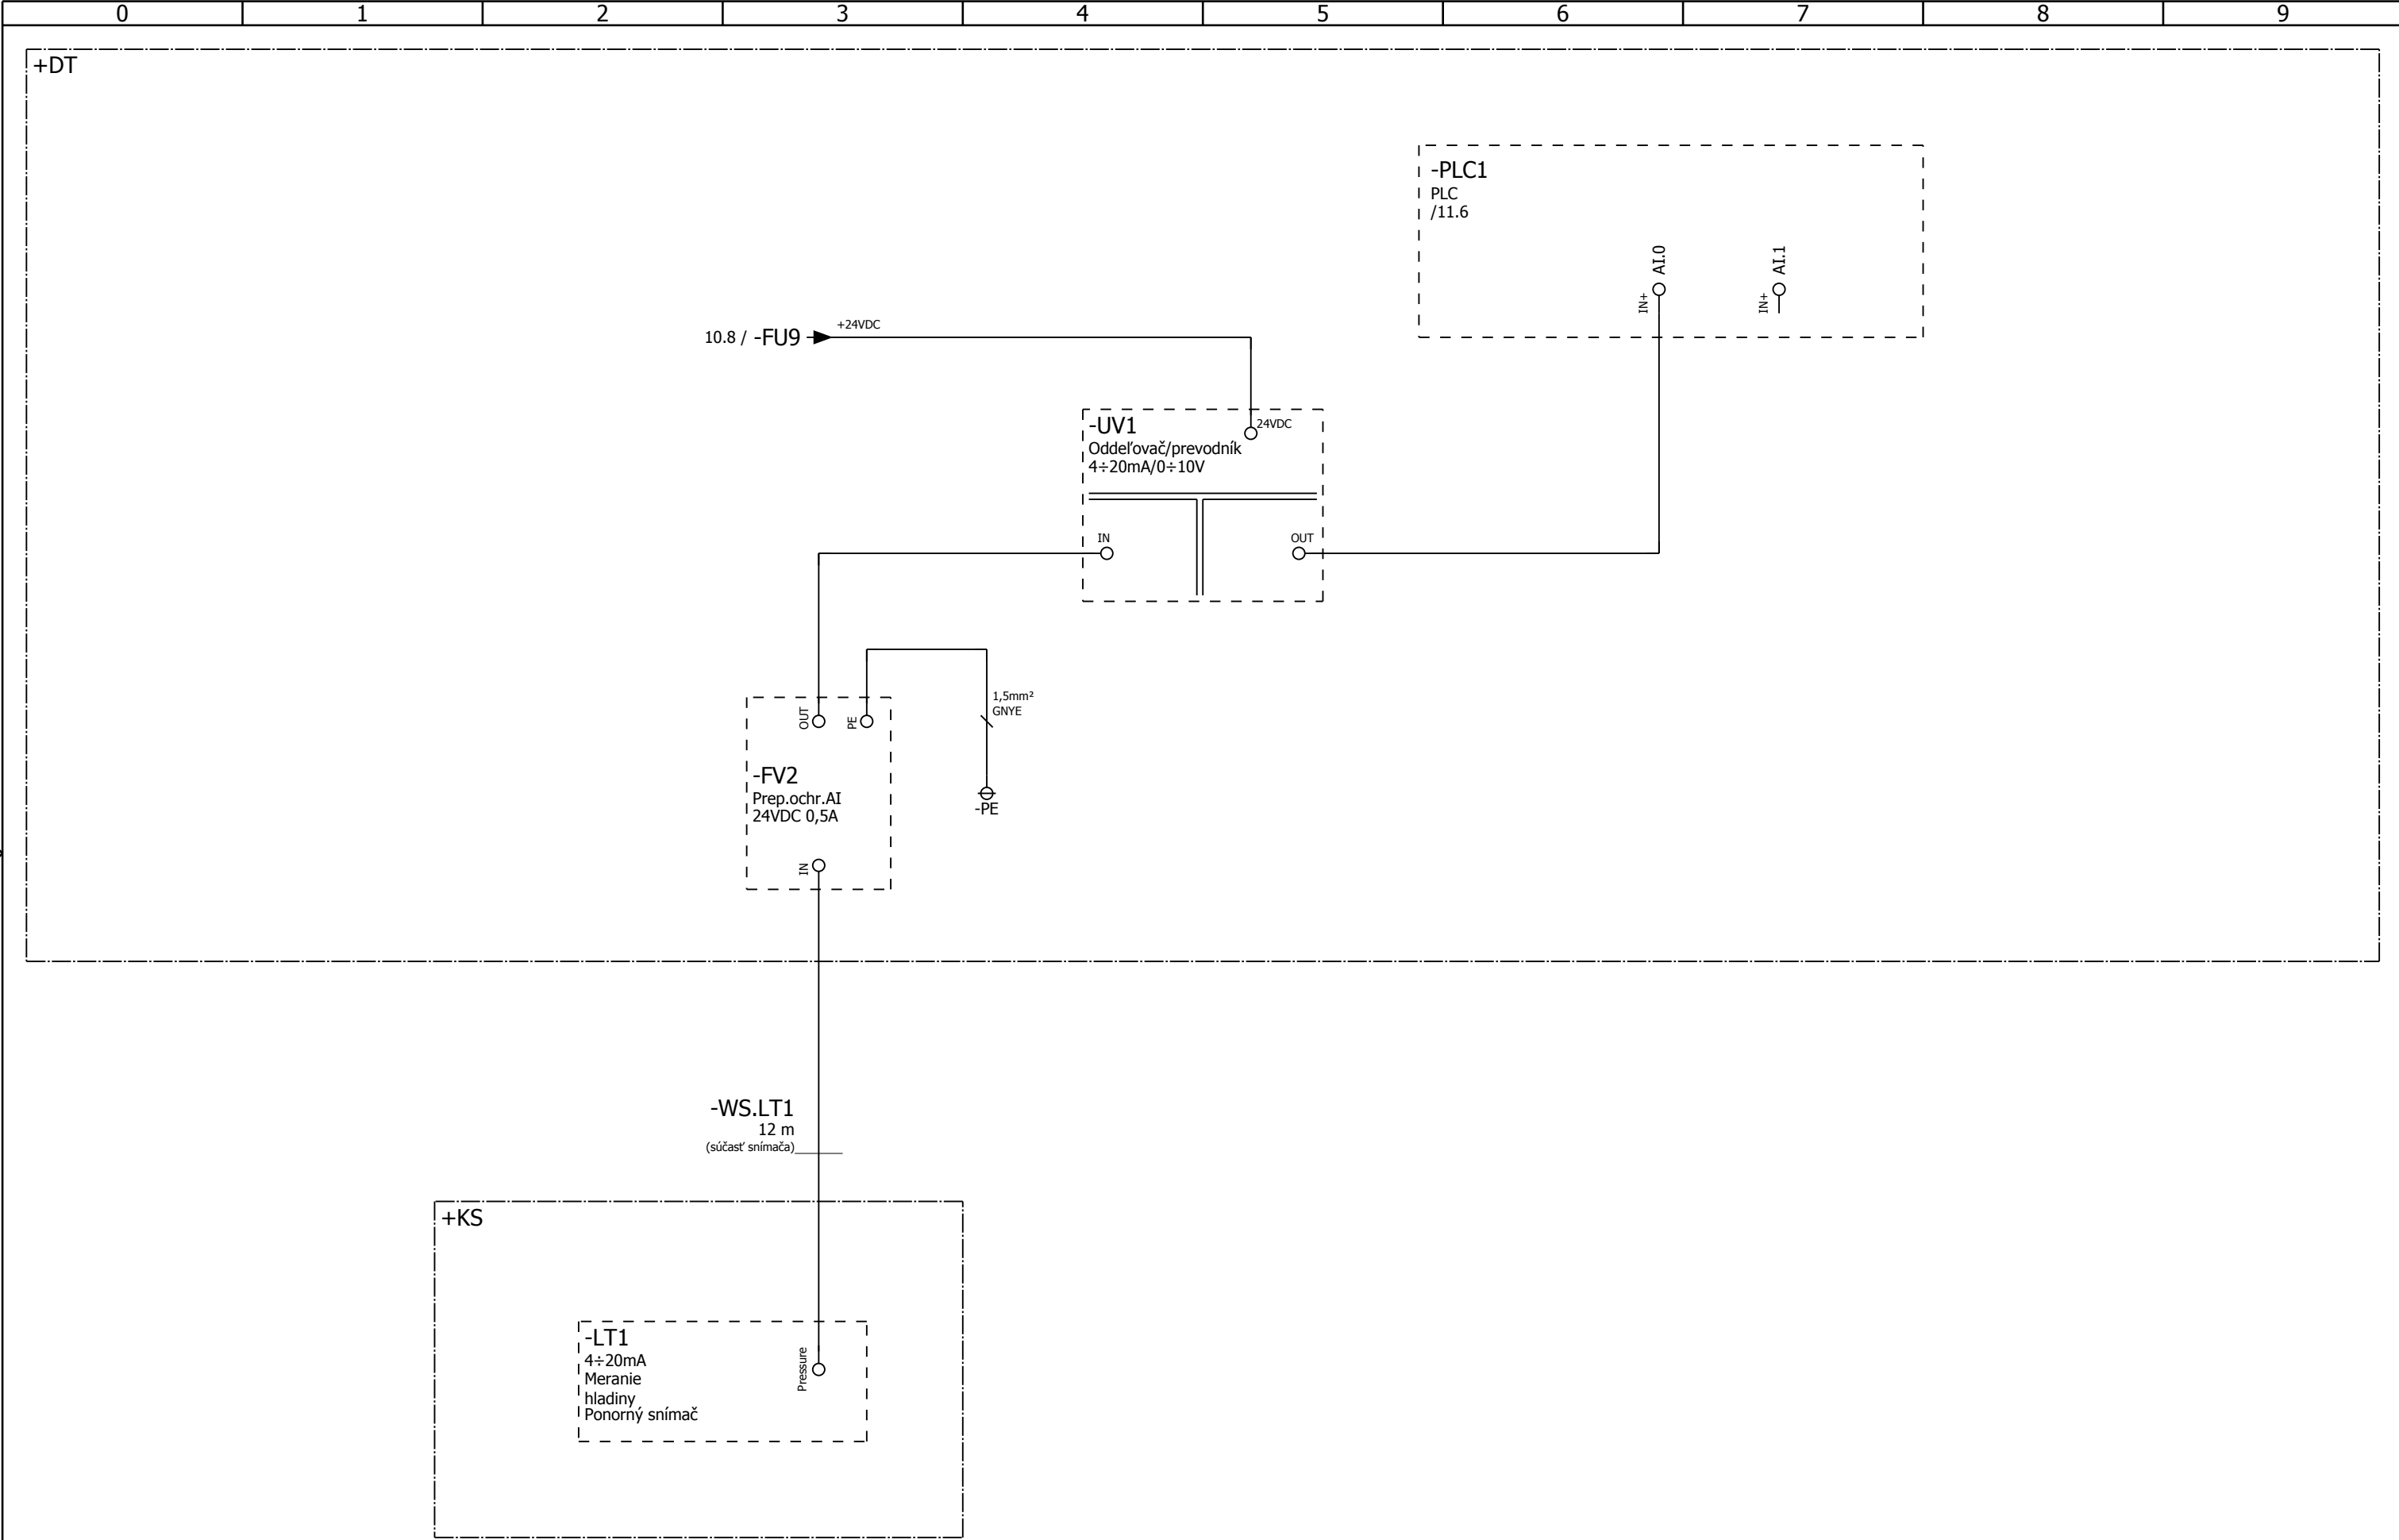 0 1 2 3 4 5 6 7 8 9
+DT
-PLC1
PLC
/11.6
AI.0
AI.1
IN+
IN+
10.8 / -FU9
+24VDC
-UV1
24VDC
Oddeľovač/prevodník
4÷20mA/0÷10V
IN
OUT
1,5mm²
GNYE
OUT
PE
-FV2
Prep.ochr.AI
24VDC 0,5A
-PE
IN
-WS.LT1
12 m
(súčasť snímača)
+KS
-LT1
4÷20mA
Meranie
hladiny
Ponorný snímač
Pressure